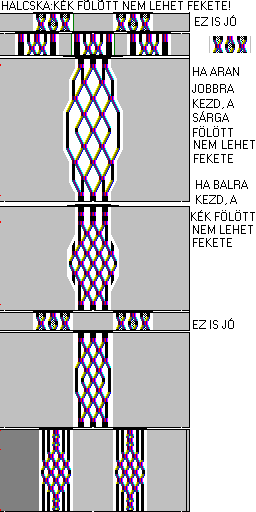 HALCSKA:KÉK FÖLÖTT NEM LEHET FEKETE!
EZ IS JÓ
HA ARAN
JOBBRA
KEZD, A
SÁRGA
FÖLÖTT
NEM LEHET
FEKETE
HA BALRA
KEZD, A
KÉK FÖLÖTT
NEM LEHET
FEKETE
EZ IS JÓ